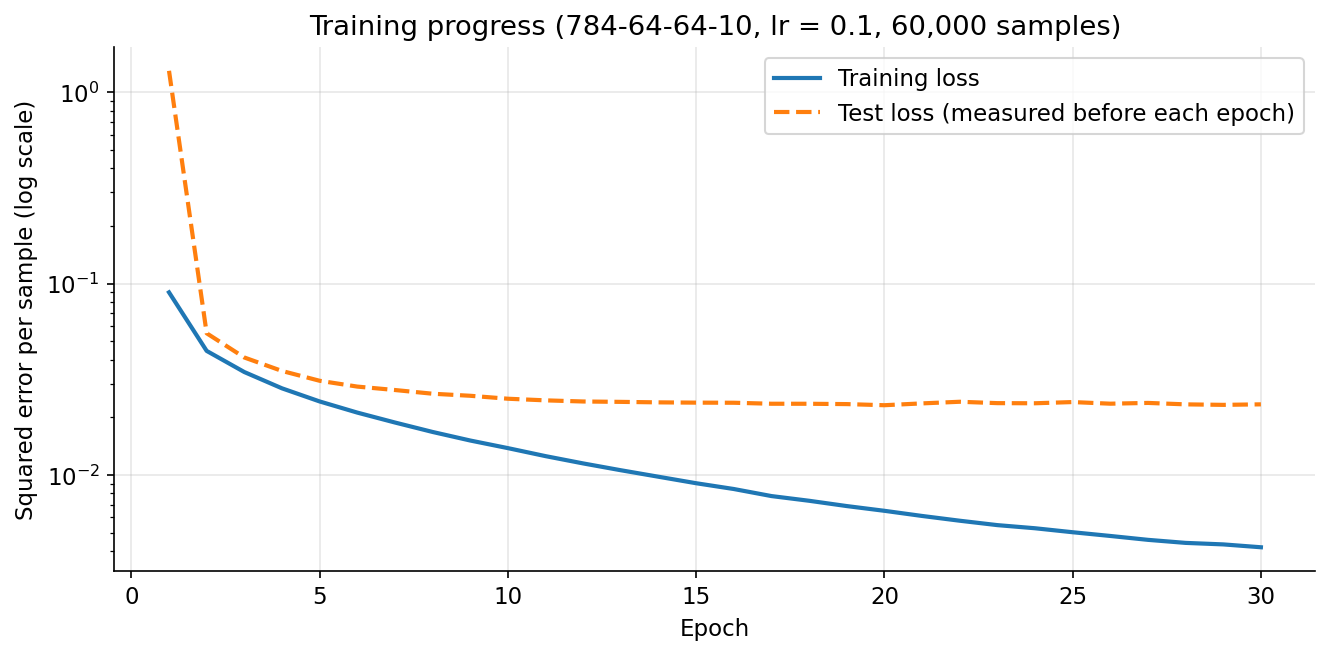 Training progress (784-64-64-10, lr = 0.1, 60,000 samples)
Training loss
Test loss (measured before each epoch)
Squared error per sample (log scale)
10⁰
10⁻¹
10⁻²
0 5 10 15 20 25 30
Epoch